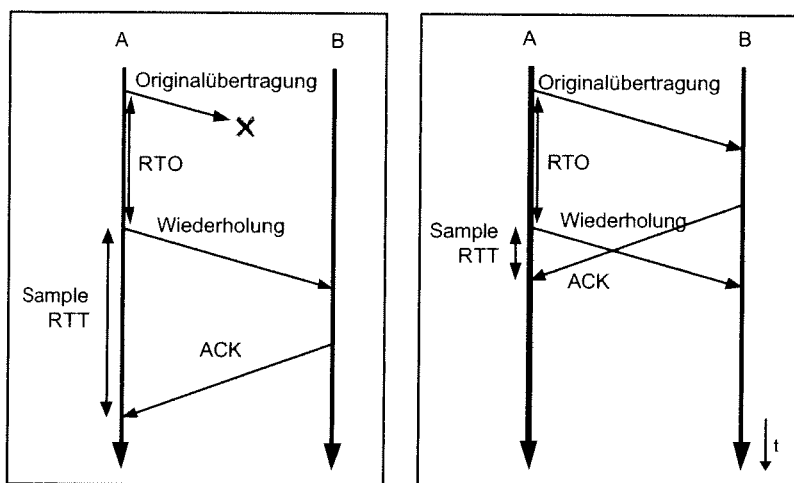 A
B
Originalübertragung
RTO
Wiederholung
Sample
RTT
ACK
A
B
Originalübertragung
RTO
Wiederholung
Sample
RTT
ACK
t